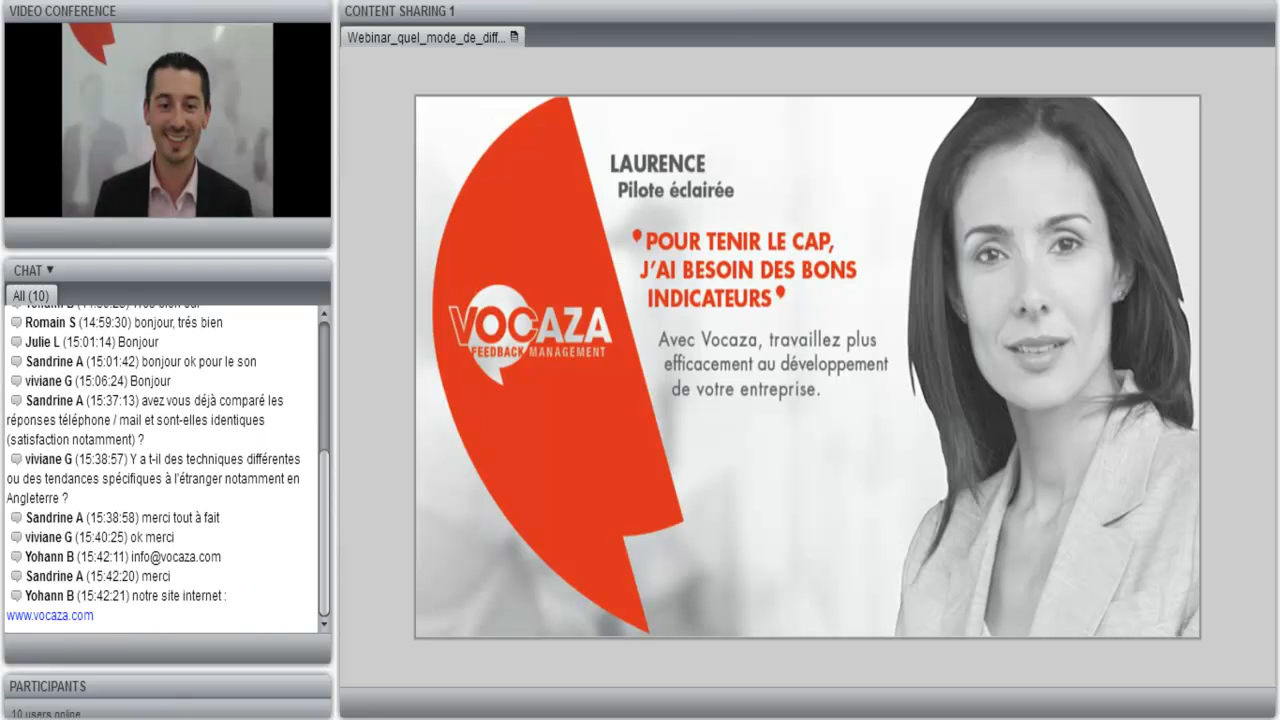 VIDEO CONFERENCE
CHAT ▼
All (10)
Romain S (14:59:30) bonjour, trés bien
Julie L (15:01:14) Bonjour
Sandrine A (15:01:42) bonjour ok pour le son
viviane G (15:06:24) Bonjour
Sandrine A (15:37:13) avez vous déjà comparé les
réponses téléphone / mail et sont-elles identiques
(satisfaction notamment) ?
viviane G (15:38:57) Y a t-il des techniques différentes
ou des tendances spécifiques à l'étranger notamment en
Angleterre ?
Sandrine A (15:38:58) merci tout à fait
viviane G (15:40:25) ok merci
Yohann B (15:42:11) info@vocaza.com
Sandrine A (15:42:20) merci
Yohann B (15:42:21) notre site internet :
www.vocaza.com
PARTICIPANTS
10 users online
CONTENT SHARING 1
Webinar_quel_mode_de_diff...
VOCAZA
FEEDBACK MANAGEMENT
LAURENCE
Pilote éclairée
POUR TENIR LE CAP,
J'AI BESOIN DES BONS
INDICATEURS
Avec Vocaza, travaillez plus
efficacement au développement
de votre entreprise.